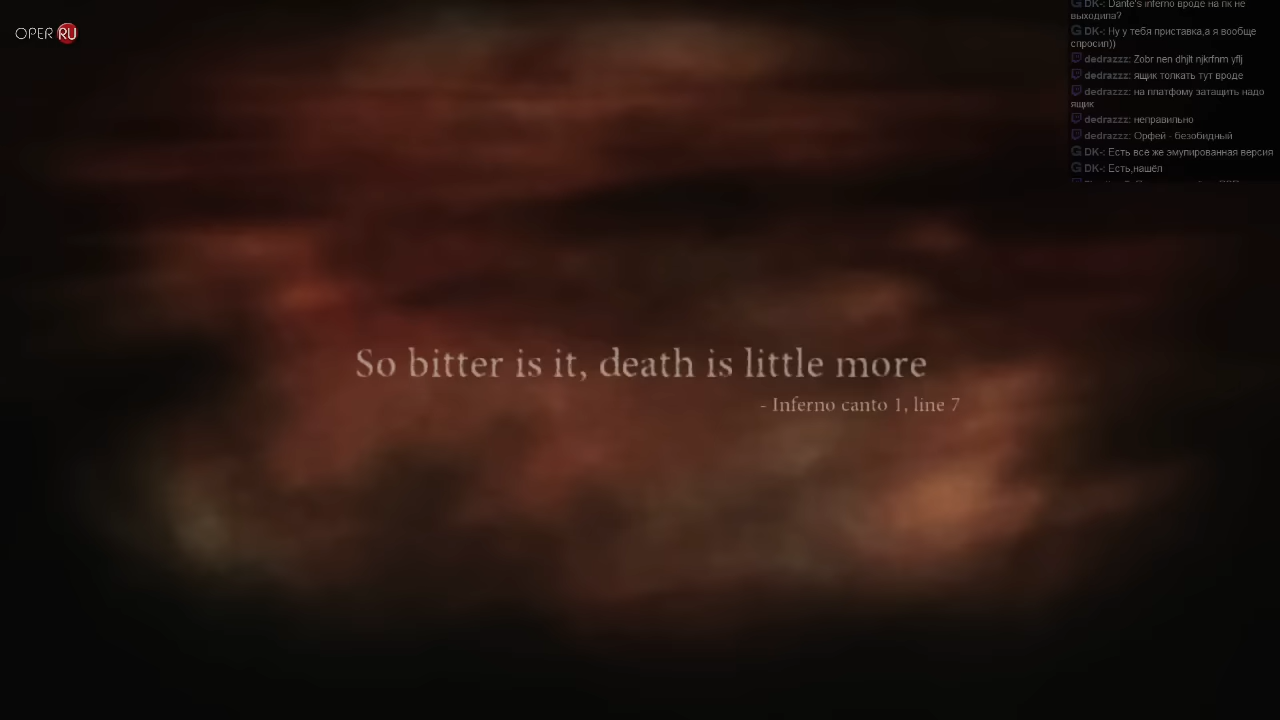 OPER RU
DK-: Dante's inferno вроде на пк не
выходила?
DK-: Ну у тебя приставка,а я вообще
спросил))
dedrazzz: Zobr nen dhjlt njkrfnm yflj
dedrazzz: ящик толкать тут вроде
dedrazzz: на платфому затащить надо
ящик
dedrazzz: неправильно
dedrazzz: Орфей - безобидный
DK-: Есть всё же эмулированная версия
DK-: Есть,нашёл
So bitter is it, death is little more
- Inferno canto 1, line 7